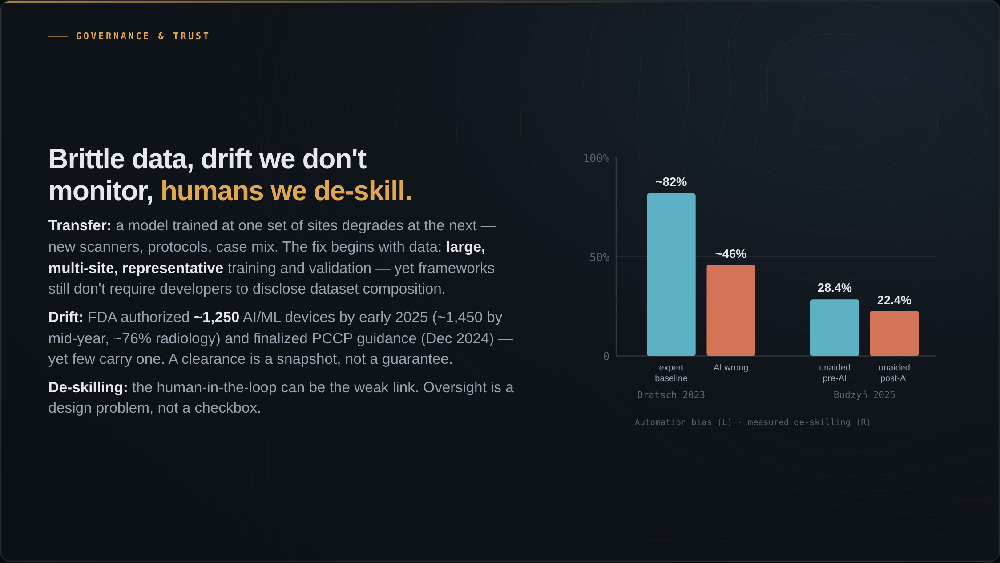 GOVERNANCE & TRUST
Brittle data, drift we don't
monitor, humans we de-skill.
Transfer: a model trained at one set of sites degrades at the next —
new scanners, protocols, case mix. The fix begins with data: large,
multi-site, representative training and validation — yet frameworks
still don't require developers to disclose dataset composition.
Drift: FDA authorized ~1,250 AI/ML devices by early 2025 (~1,450 by
mid-year, ~76% radiology) and finalized PCCP guidance (Dec 2024) —
yet few carry one. A clearance is a snapshot, not a guarantee.
De-skilling: the human-in-the-loop can be the weak link. Oversight is a
design problem, not a checkbox.
100%
~82%
~46%
50%
28.4%
22.4%
0
expert
baseline
AI wrong
unaided
pre-AI
unaided
post-AI
Dratsch 2023
Budzyń 2025
Automation bias (L) · measured de-skilling (R)